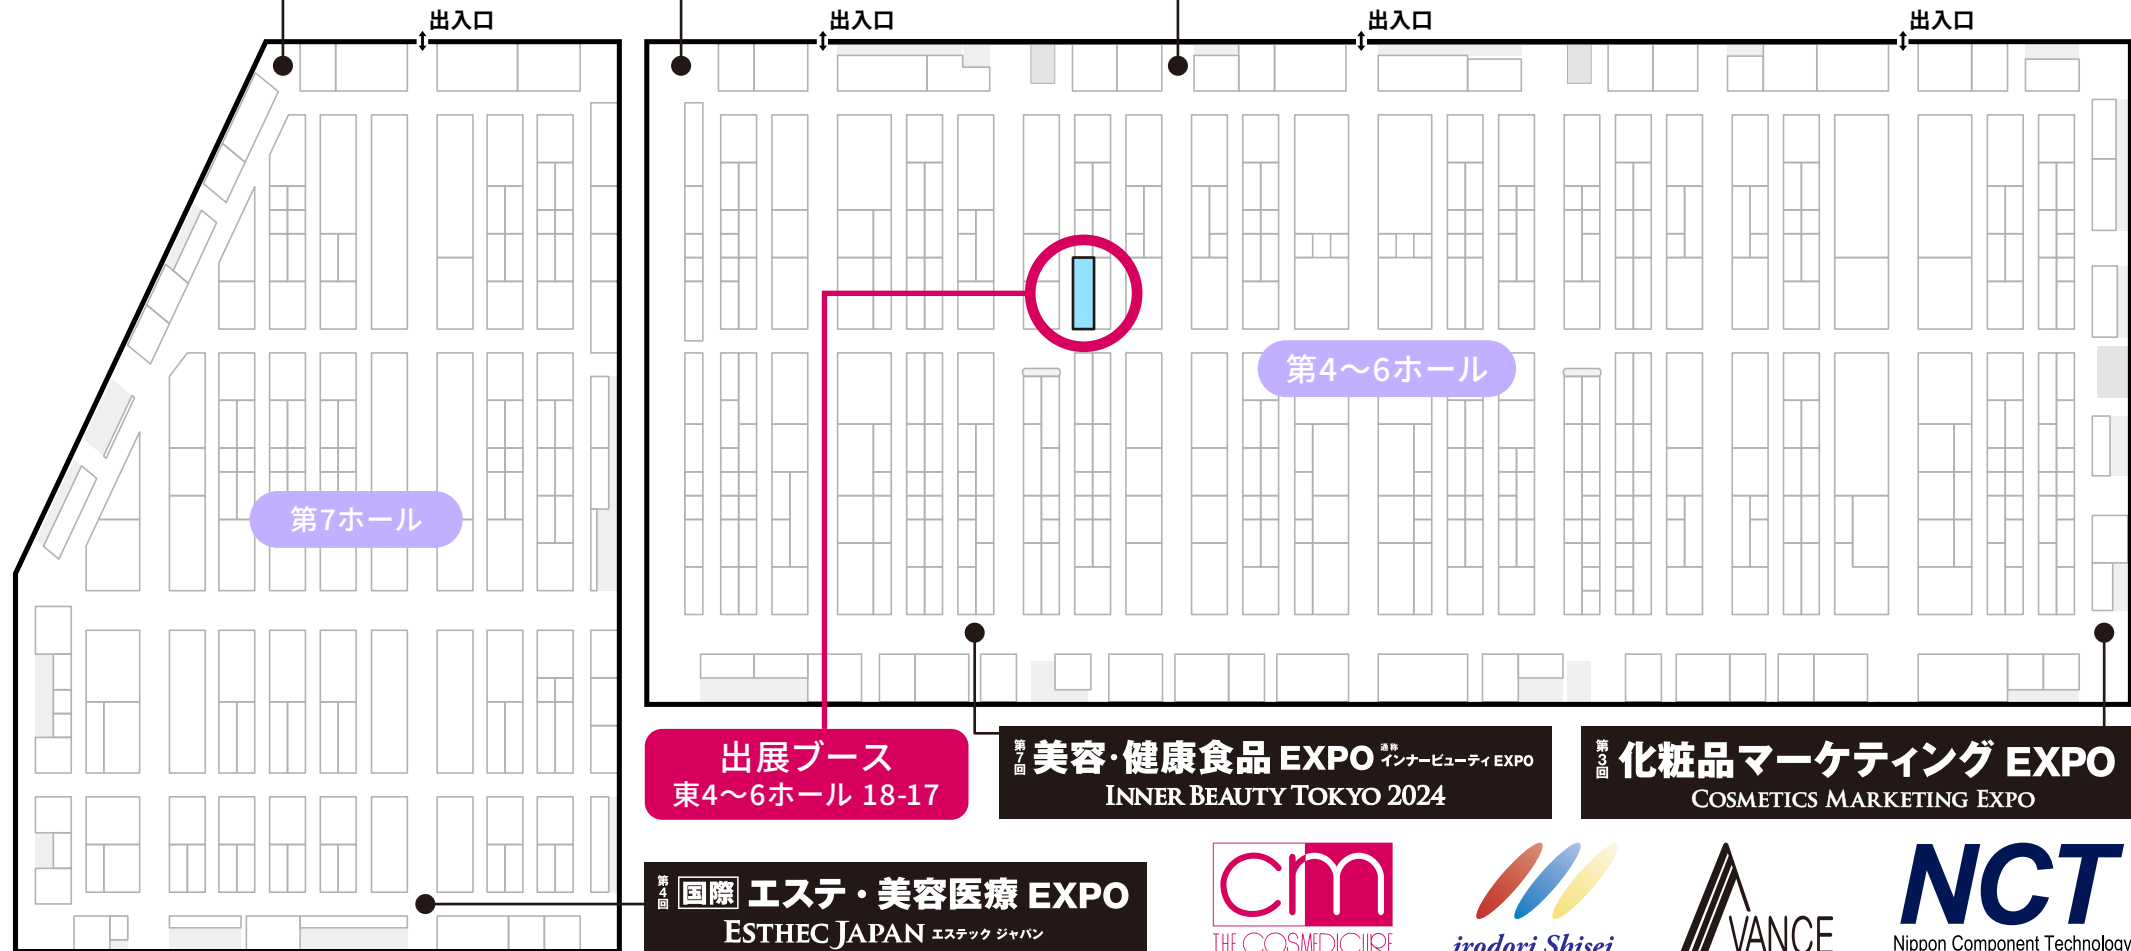 出入口
出入口
出入口
出入口
第4〜6ホール
第7ホール
出展ブース
東4〜6ホール 18-17
第7回 美容・健康食品 EXPO 通称 インナービューティ EXPO
INNER BEAUTY TOKYO 2024
第3回 化粧品マーケティング EXPO
COSMETICS MARKETING EXPO
第4回 国際 エステ・美容医療 EXPO
ESTHEC JAPAN エステック ジャパン
cm
THE COSMEDICURE
irodori Shisei
AVANCE
NCT
Nippon Component Technology